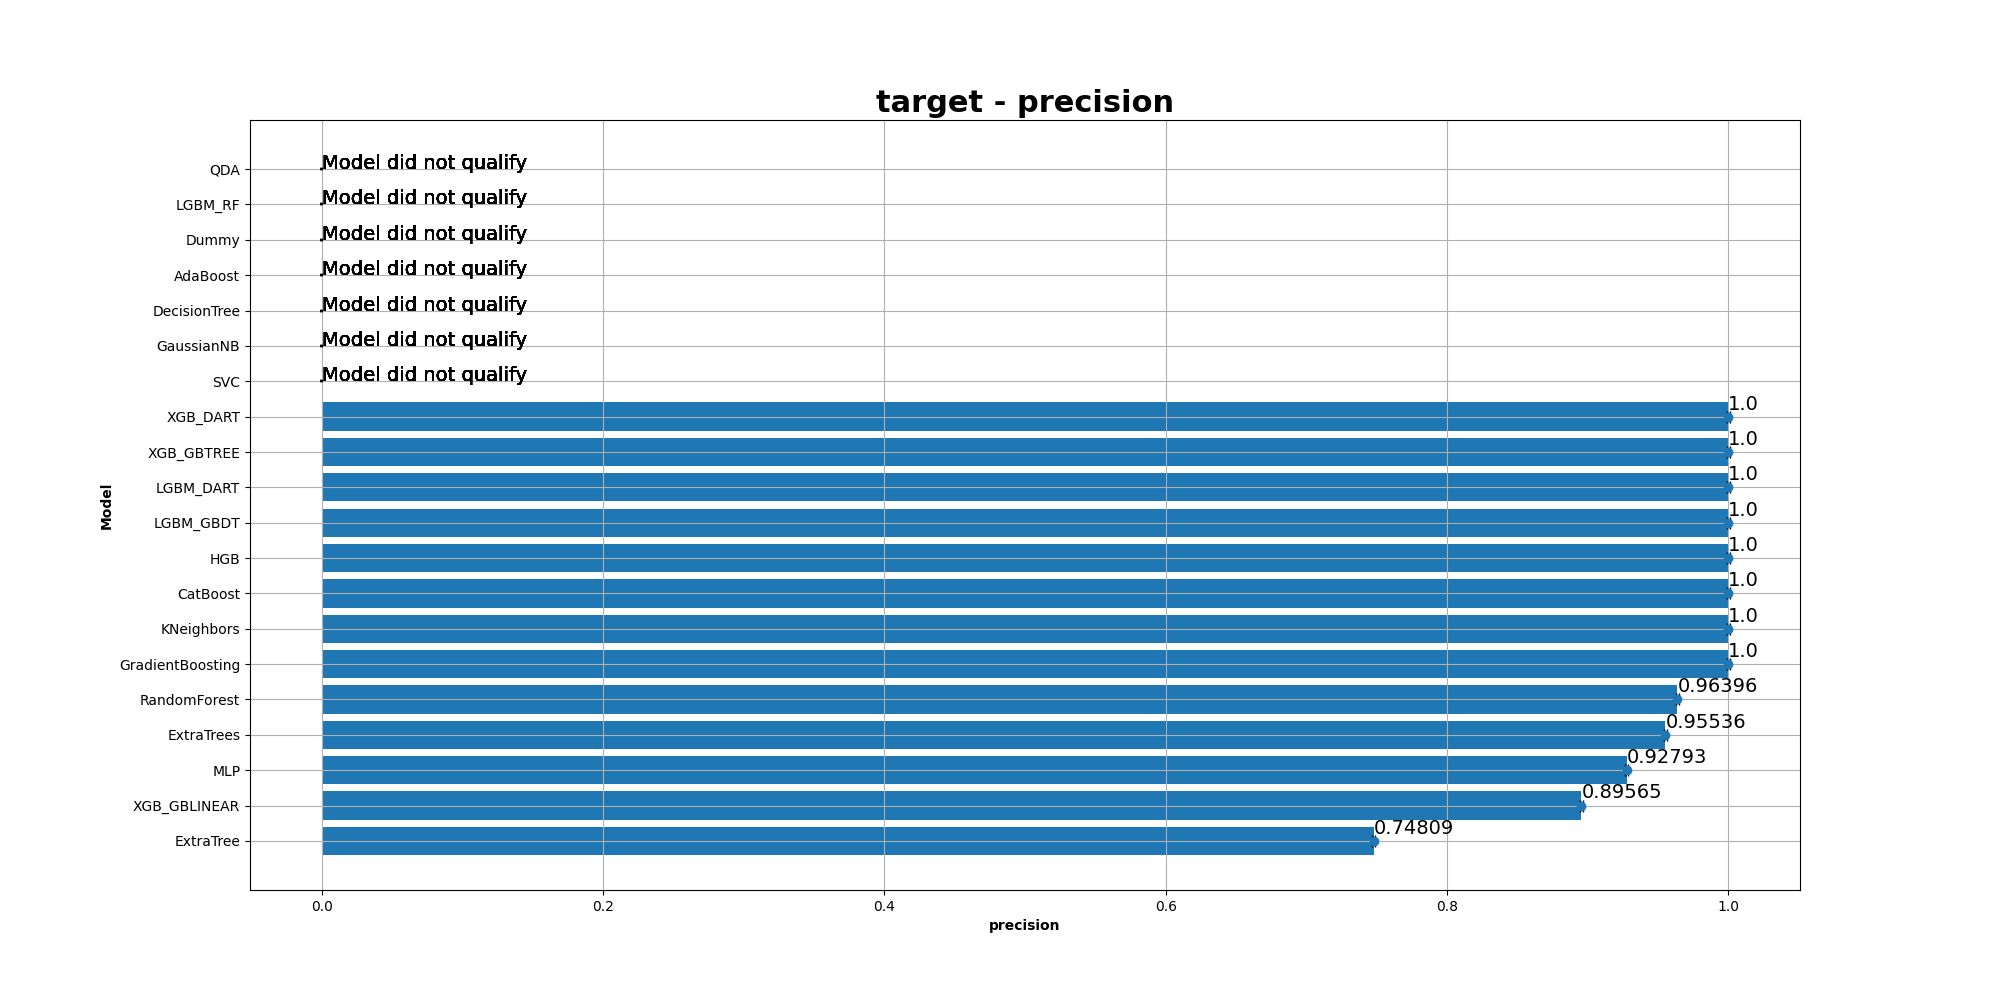 target - precision
QDA Model did not qualify
LGBM_RF Model did not qualify
Dummy Model did not qualify
AdaBoost Model did not qualify
DecisionTree Model did not qualify
GaussianNB Model did not qualify
SVC Model did not qualify
XGB_DART 1.0
XGB_GBTREE 1.0
LGBM_DART 1.0
LGBM_GBDT 1.0
HGB 1.0
CatBoost 1.0
KNeighbors 1.0
GradientBoosting 1.0
RandomForest 0.96396
ExtraTrees 0.95536
MLP 0.92793
XGB_GBLINEAR 0.89565
ExtraTree 0.74809
Model
0.0 0.2 0.4 0.6 0.8 1.0
precision